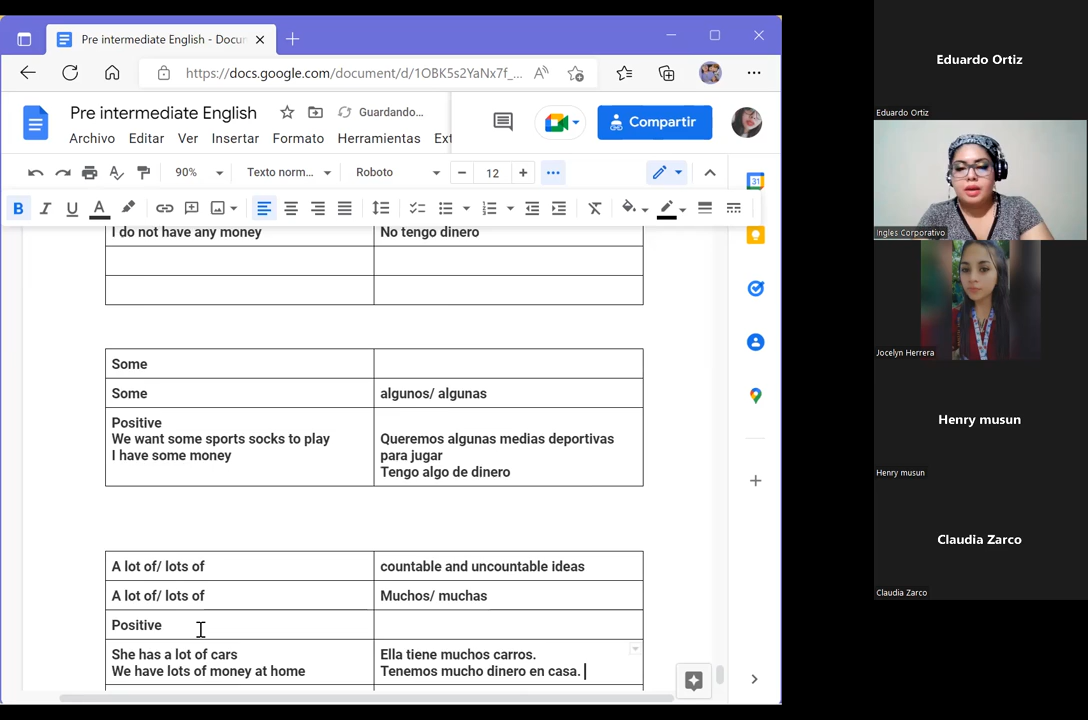 Pre intermediate English - Docur
https://docs.google.com/document/d/1OBK5s2YaNx7f_...
Pre intermediate English
Guardando...
Compartir
Archivo Editar Ver Insertar Formato Herramientas Ext
90% Texto norm... Roboto 12
I do not have any money No tengo dinero
Some
Some algunos/ algunas
Positive
We want some sports socks to play
I have some money
Queremos algunas medias deportivas
para jugar
Tengo algo de dinero
A lot of/ lots of countable and uncountable ideas
A lot of/ lots of Muchos/ muchas
Positive
She has a lot of cars
We have lots of money at home
Ella tiene muchos carros.
Tenemos mucho dinero en casa.
Eduardo Ortiz
Eduardo Ortiz
Ingles Corporativo
Jocelyn Herrera
Henry musun
Henry musun
Claudia Zarco
Claudia Zarco